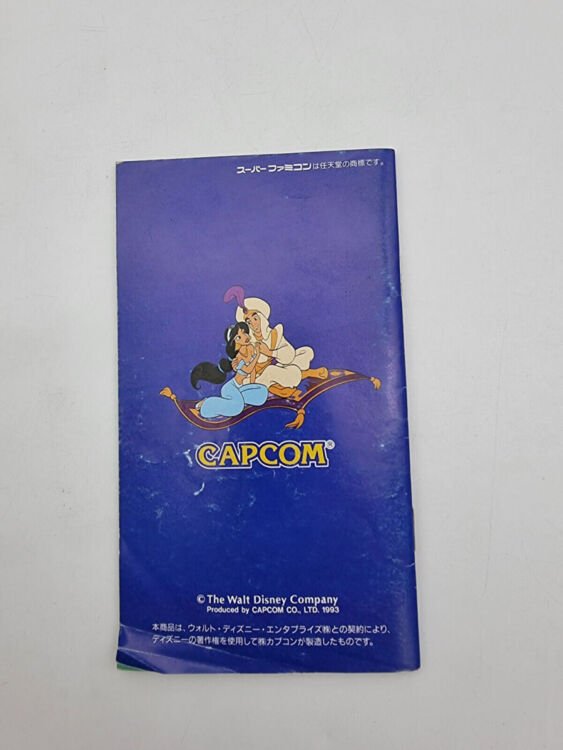 スーパーファミコンは任天堂の商標です。
CAPCOM®
© The Walt Disney Company
Produced by CAPCOM CO., LTD. 1993
本商品は、ウォルト・ディズニー・エンタプライズ㈱との契約により、
ディズニーの著作権を使用して㈱カプコンが製造したものです。